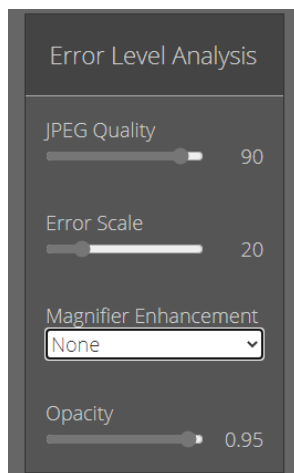 Error Level Analysis
JPEG Quality
90
Error Scale
20
Magnifier Enhancement
None
Opacity
0.95